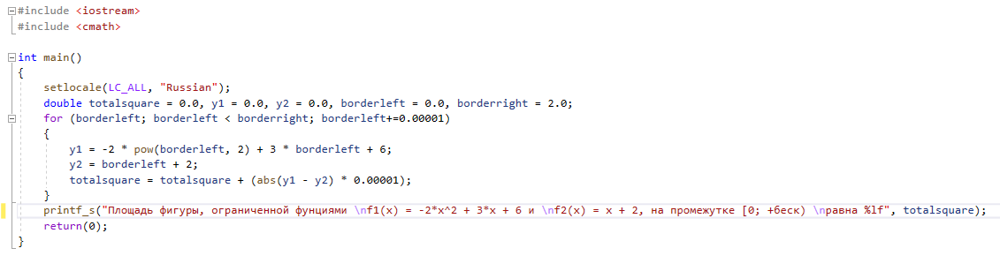 #include <iostream>
#include <cmath>
int main()
{
setlocale(LC_ALL, "Russian");
double totalsquare = 0.0, y1 = 0.0, y2 = 0.0, borderleft = 0.0, borderright = 2.0;
for (borderleft; borderleft < borderright; borderleft+=0.00001)
{
y1 = -2 * pow(borderleft, 2) + 3 * borderleft + 6;
y2 = borderleft + 2;
totalsquare = totalsquare + (abs(y1 - y2) * 0.00001);
}
printf_s("Площадь фигуры, ограниченной фунциями \nf1(x) = -2*x^2 + 3*x + 6 и \nf2(x) = x + 2, на промежутке [0; +беск) \nравна %lf", totalsquare);
return(0);
}